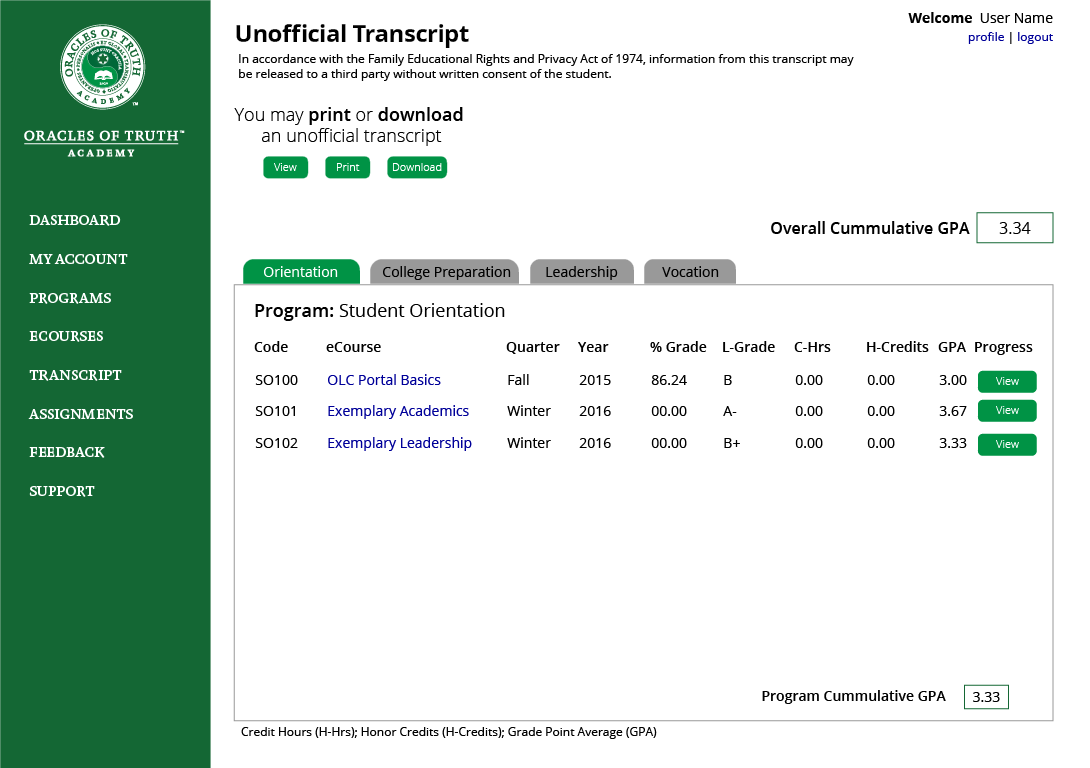 ORACLES OF TRUTH
ACADEMY
™
ORACLES OF TRUTH™
ACADEMY
DASHBOARD
MY ACCOUNT
PROGRAMS
ECOURSES
TRANSCRIPT
ASSIGNMENTS
FEEDBACK
SUPPORT
Welcome User Name
profile | logout
Unofficial Transcript
In accordance with the Family Educational Rights and Privacy Act of 1974, information from this transcript may
be released to a third party without written consent of the student.
You may print or download
an unofficial transcript
View Print Download
Overall Cummulative GPA 3.34
Orientation College Preparation Leadership Vocation
Program: Student Orientation
Code eCourse Quarter Year % Grade L-Grade C-Hrs H-Credits GPA Progress
SO100 OLC Portal Basics Fall 2015 86.24 B 0.00 0.00 3.00 View
SO101 Exemplary Academics Winter 2016 00.00 A- 0.00 0.00 3.67 View
SO102 Exemplary Leadership Winter 2016 00.00 B+ 0.00 0.00 3.33 View
Program Cummulative GPA 3.33
Credit Hours (H-Hrs); Honor Credits (H-Credits); Grade Point Average (GPA)